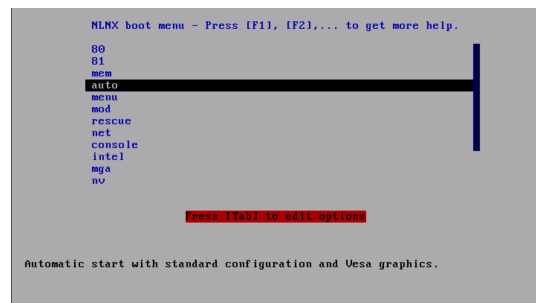 NLNX boot menu - Press [F1], [F2],... to get more help.
80
81
mem
auto
menu
mod
rescue
net
console
intel
mga
nv
Press [Tab] to edit options
Automatic start with standard configuration and Vesa graphics.